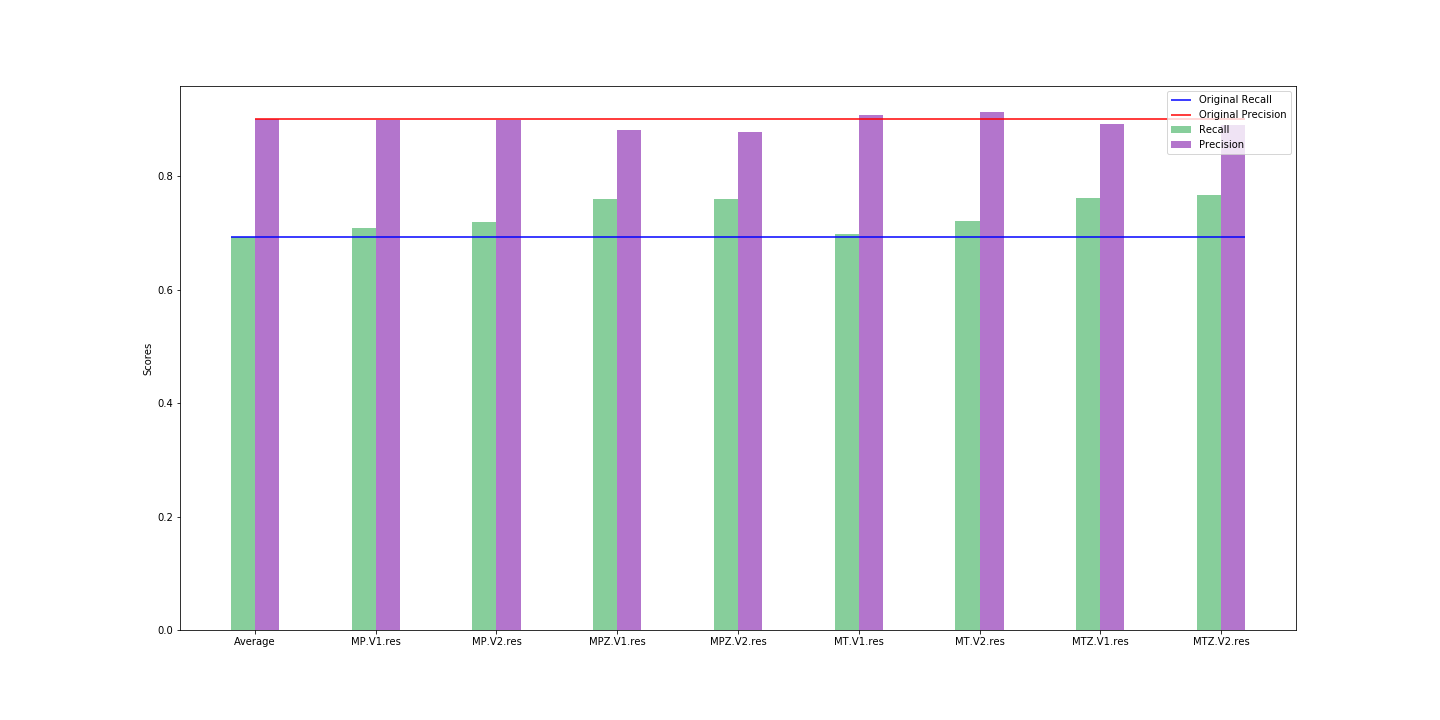 Original Recall
Original Precision
Recall
Precision
Scores
0.8
0.6
0.4
0.2
0.0
Average MP.V1.res MP.V2.res MPZ.V1.res MPZ.V2.res MT.V1.res MT.V2.res MTZ.V1.res MTZ.V2.res